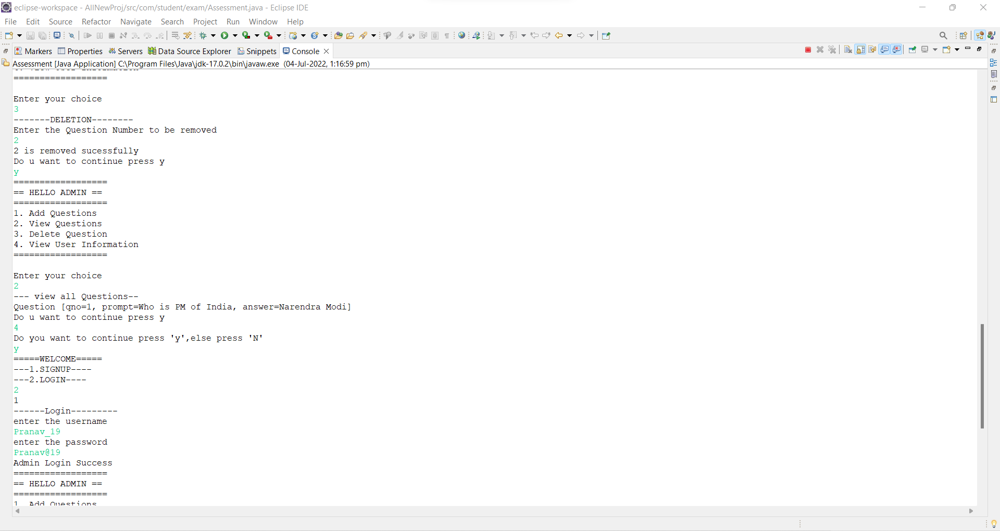 eclipse-workspace - AllNewProj/src/com/student/exam/Assessment.java - Eclipse IDE
File Edit Source Refactor Navigate Search Project Run Window Help
Markers Properties Servers Data Source Explorer Snippets Console
Assessment [Java Application] C:\Program Files\Java\jdk-17.0.2\bin\javaw.exe (04-Jul-2022, 1:16:59 pm)
==================
Enter your choice
3
-------DELETION--------
Enter the Question Number to be removed
2
2 is removed sucessfully
Do u want to continue press y
y
==================
== HELLO ADMIN ==
==================
1. Add Questions
2. View Questions
3. Delete Question
4. View User Information
==================
Enter your choice
2
--- view all Questions--
Question [qno=1, prompt=Who is PM of India, answer=Narendra Modi]
Do u want to continue press y
4
Do you want to continue press 'y',else press 'N'
y
=====WELCOME=====
---1.SIGNUP----
---2.LOGIN----
2
1
------Login---------
enter the username
Pranav_19
enter the password
Pranav@19
Admin Login Success
==================
== HELLO ADMIN ==
==================
1. Add Questions